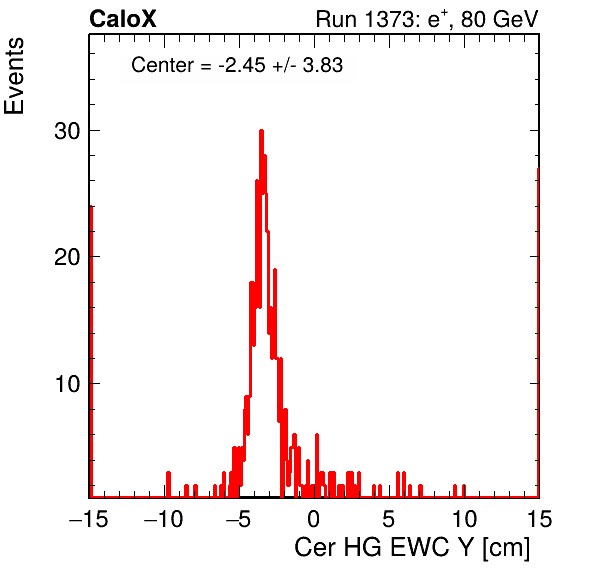 CaloX Run 1373: e⁺, 80 GeV
Center = -2.45 +/- 3.83
Events
30
20
10
−15 −10 −5 0 5 10 15
Cer HG EWC Y [cm]